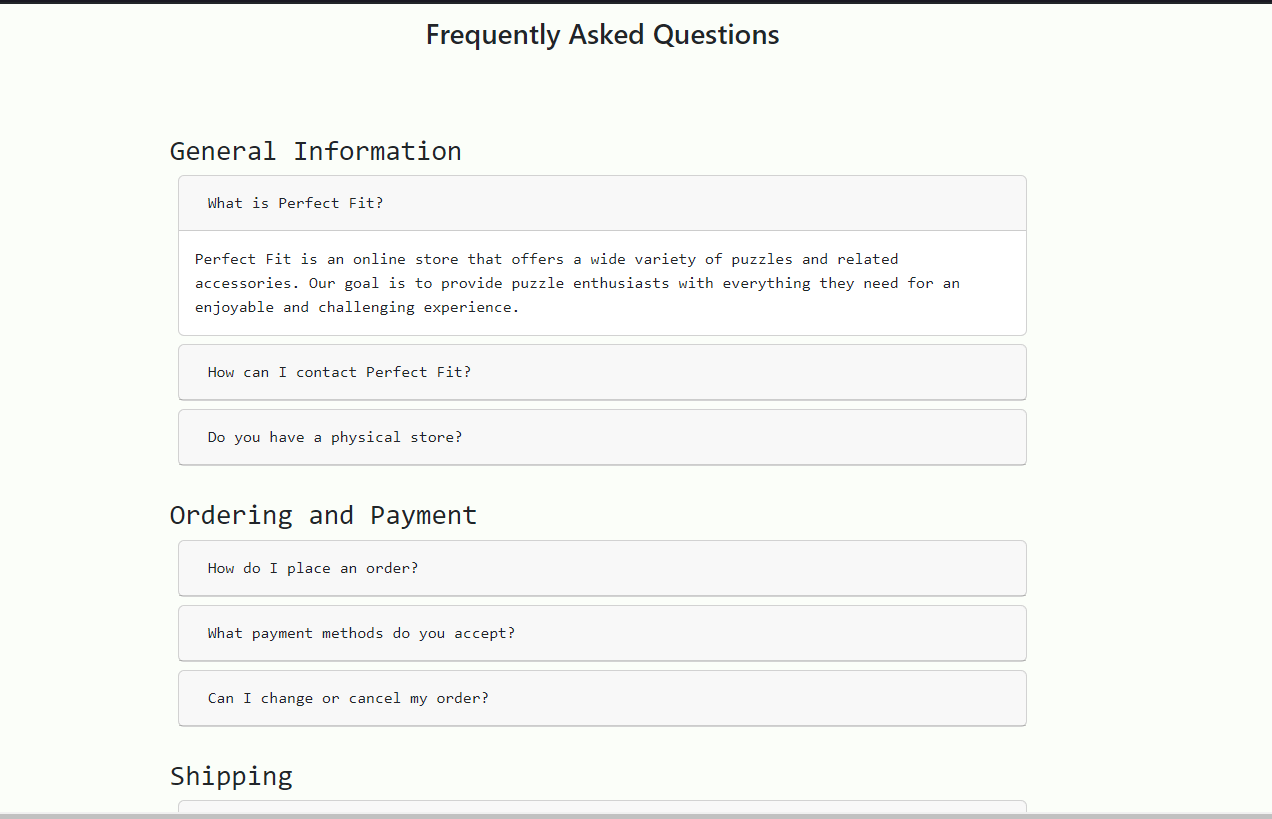 Frequently Asked Questions
General Information
What is Perfect Fit?
Perfect Fit is an online store that offers a wide variety of puzzles and related
accessories. Our goal is to provide puzzle enthusiasts with everything they need for an
enjoyable and challenging experience.
How can I contact Perfect Fit?
Do you have a physical store?
Ordering and Payment
How do I place an order?
What payment methods do you accept?
Can I change or cancel my order?
Shipping